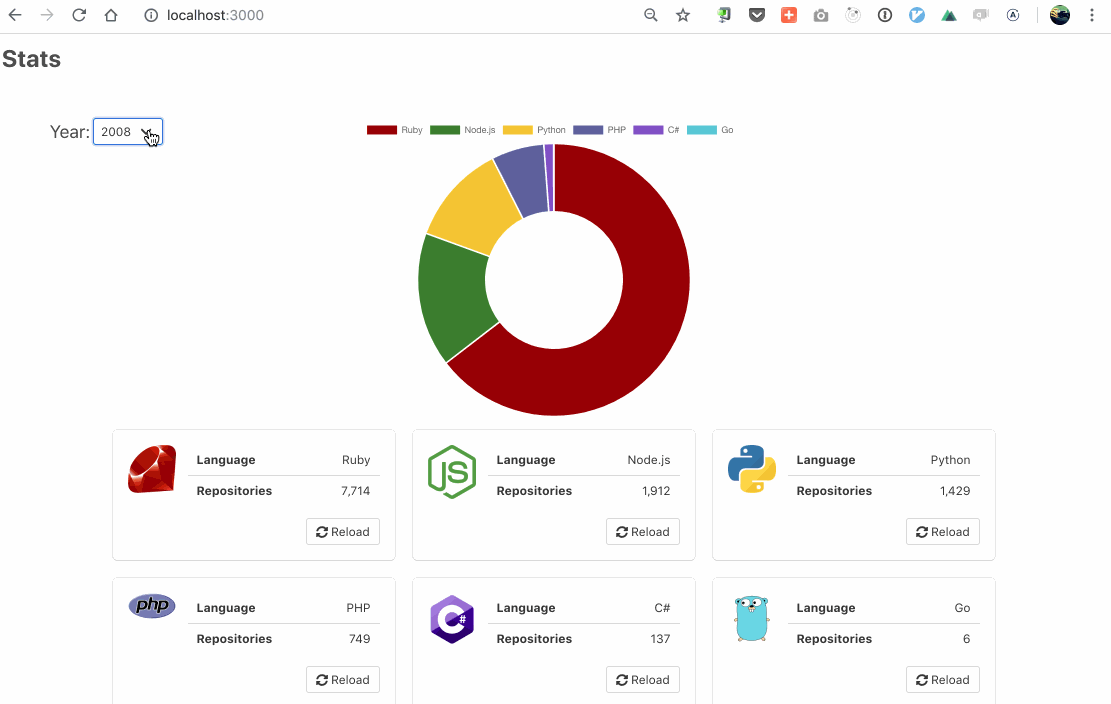 localhost:3000
Stats
Year: 2008
Ruby Node.js Python PHP C# Go
Language Ruby
Repositories 7,714
Reload
JS
Language Node.js
Repositories 1,912
Reload
Language Python
Repositories 1,429
Reload
php
Language PHP
Repositories 749
Reload
C#
Language C#
Repositories 137
Reload
Language Go
Repositories 6
Reload